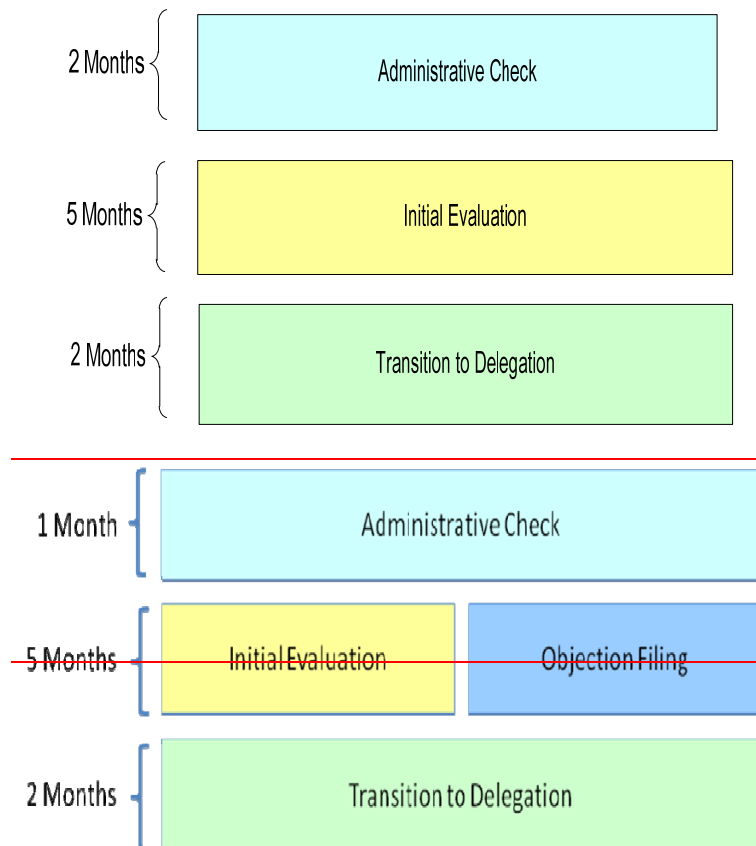 2 Months
Administrative Check
5 Months
Initial Evaluation
2 Months
Transition to Delegation
1 Month
Administrative Check
5 Months
Initial Evaluation
Objection Filing
2 Months
Transition to Delegation